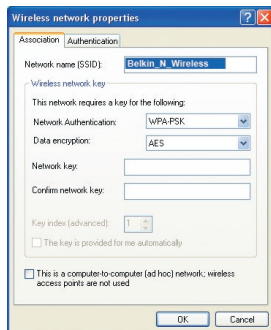 Wireless network properties
Association Authentication
Network name (SSID): Belkin_N_Wireless
Wireless network key
This network requires a key for the following:
Network Authentication: WPA-PSK
Data encryption: AES
Network key:
Confirm network key:
Key index (advanced): 1
The key is provided for me automatically
This is a computer-to-computer (ad hoc) network; wireless
access points are not used
OK Cancel